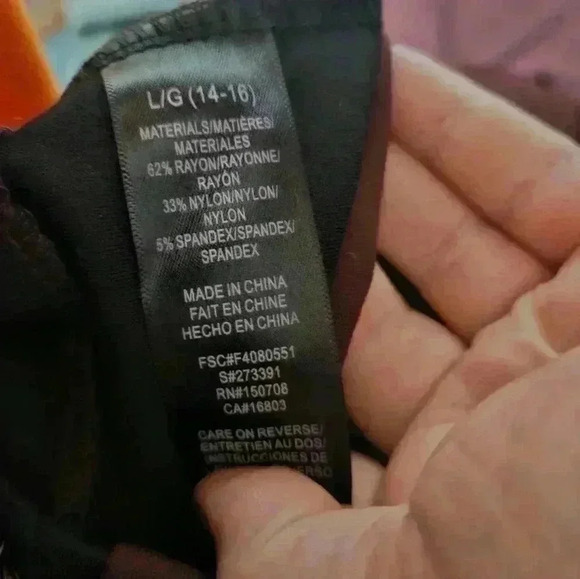 L/G (14-16)
MATERIALS/MATIÈRES/
MATERIALES
62% RAYON/RAYONNE/
RAYÓN
33% NYLON/NYLON/
NYLON
5% SPANDEX/SPANDEX/
SPANDEX
MADE IN CHINA
FAIT EN CHINE
HECHO EN CHINA
FSC#F4080551
S#273391
RN#150708
CA#16803
CARE ON REVERSE/
ENTRETIEN AU DOS/
INSTRUCCIONES DE